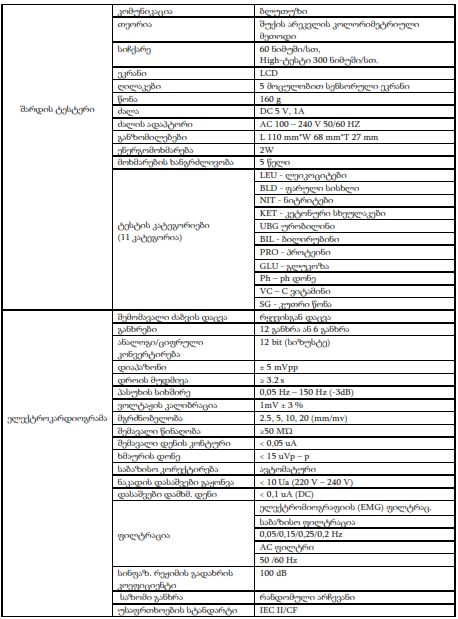 კომუნიკაცია ბლუთუზი
თეორია შუქის არეკვლის კოლორიმეტრიული
მეთოდი
სიჩქარე 60 ნიმუში/სთ,
High-ტესტი 300 ნიმუში/სთ.
ეკრანი LCD
ღილაკები 5 მოცულობით სენსორული ეკრანი
წონა 160 g
შარდის ტესტერი
ძალა DC 5 V, 1A
ძალის ადაპტორი AC 100 – 240 V 50/60 HZ
განზომილებები L 110 mm*W 68 mm*T 27 mm
ენერგომოხმარება 2W
მოხმარების ხანგრძლივობა 5 წელი
ტესტის კატეგორიები
(11 კატეგორია)
LEU - ლეიკოციტები
BLD - ფარული სისხლი
NIT - ნიტრიტები
KET - კეტონური სხეულაკები
UBG ურობილინი
BIL - ბილირუბინი
PRO - პროტეინი
GLU - გლუკოზა
Ph – ph დონე
VC – C ვიტამინი
SG - კუთრი წონა
ელექტროკარდიოგრამა
შემომავალი ძაბვის დაცვა რყევისგან დაცვა
განხრები 12 განხრა ან 6 განხრა
ანალოგი/ციფრული
კონვერტირება
12 bit (სიზუსტე)
დიაპაზონი ± 5 mVpp
დროის მუდმივა ≥ 3.2 s
პასუხის სიხშირე 0,05 Hz – 150 Hz (-3dB)
ვოლტაჟის კალიბრაცია 1mV ± 3 %
მგრძნობელობა 2.5, 5, 10, 20 (mm/mv)
შემავალი წინაღობა ≥50 MΩ
შემავალი დენის კონტური < 0,05 uA
ხმაურის დონე < 15 uVp – p
საბაზისო კორექტირება ავტომატური
ნაკადის დასაშვები გაჟონვა < 10 Ua (220 V – 240 V)
დასაშვები დამხმ. დენი < 0,1 uA (DC)
ფილტრაცია
ელექტრომიოგრაფიის (EMG) ფილტრაც.
საბაზისო ფილტრაცია
0,05/0,15/0,25/0,2 Hz
AC ფილტრი
50 /60 Hz
სინფაზ. რეჟიმის გადახრის
კოეფიციენტი
100 dB
საზომი განხრა რანდომული არჩევანი
უსაფრთხოების სტანდარტი IEC II/CF